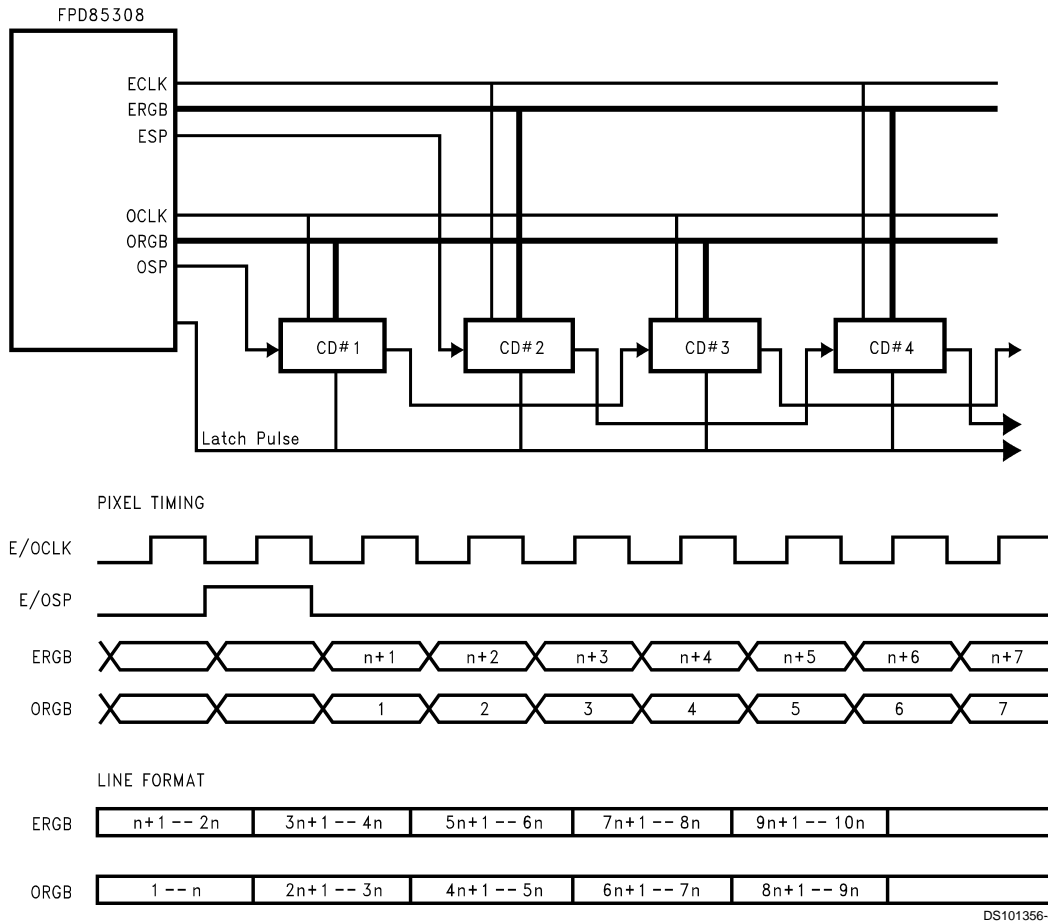 FPD85308
ECLK
ERGB
ESP
OCLK
ORGB
OSP
CD#1 CD#2 CD#3 CD#4
Latch Pulse
PIXEL TIMING
E/OCLK
E/OSP
ERGB n+1 n+2 n+3 n+4 n+5 n+6 n+7
ORGB 1 2 3 4 5 6 7
LINE FORMAT
ERGB n+1 -- 2n 3n+1 -- 4n 5n+1 -- 6n 7n+1 -- 8n 9n+1 -- 10n
ORGB 1 -- n 2n+1 -- 3n 4n+1 -- 5n 6n+1 -- 7n 8n+1 -- 9n
DS101356-